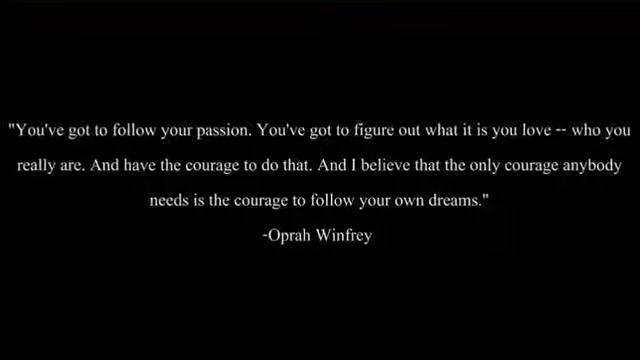 "You've got to follow your passion. You've got to figure out what it is you love -- who you
really are. And have the courage to do that. And I believe that the only courage anybody
needs is the courage to follow your own dreams."
-Oprah Winfrey